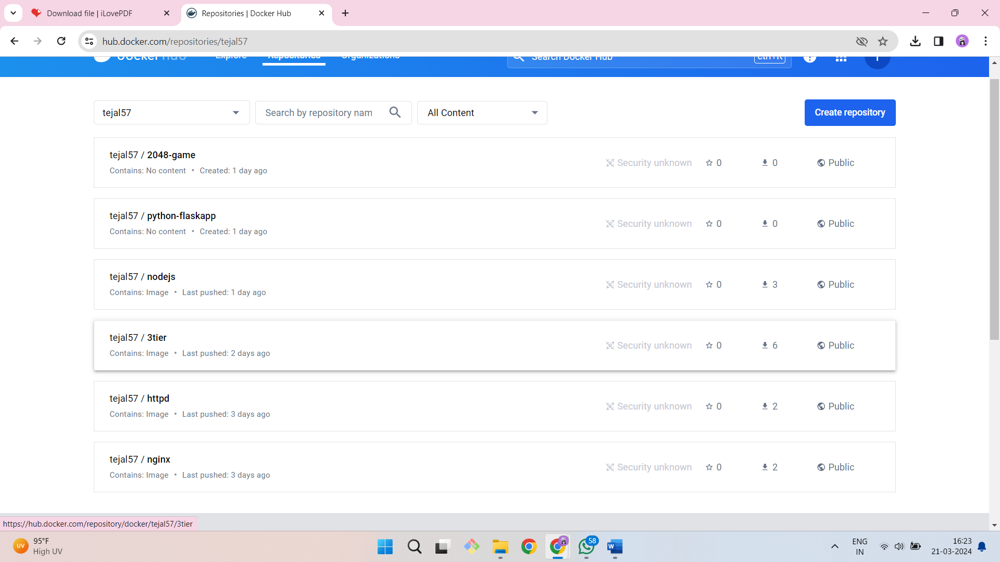 Download file | iLovePDF
Repositories | Docker Hub
hub.docker.com/repositories/tejal57
docker hub
Explore
Repositories
Organizations
Search Docker Hub
ctrl+K
?
tejal57
Search by repository nam
All Content
Create repository
tejal57 / 2048-game
Contains: No content • Created: 1 day ago
Security unknown
0
0
Public
tejal57 / python-flaskapp
Contains: No content • Created: 1 day ago
Security unknown
0
0
Public
tejal57 / nodejs
Contains: Image • Last pushed: 1 day ago
Security unknown
0
3
Public
tejal57 / 3tier
Contains: Image • Last pushed: 2 days ago
Security unknown
0
6
Public
tejal57 / httpd
Contains: Image • Last pushed: 3 days ago
Security unknown
0
2
Public
tejal57 / nginx
Contains: Image • Last pushed: 3 days ago
Security unknown
0
2
Public
https://hub.docker.com/repository/docker/tejal57/3tier
UV
95°F
High UV
58
W
ENG
IN
16:23
21-03-2024